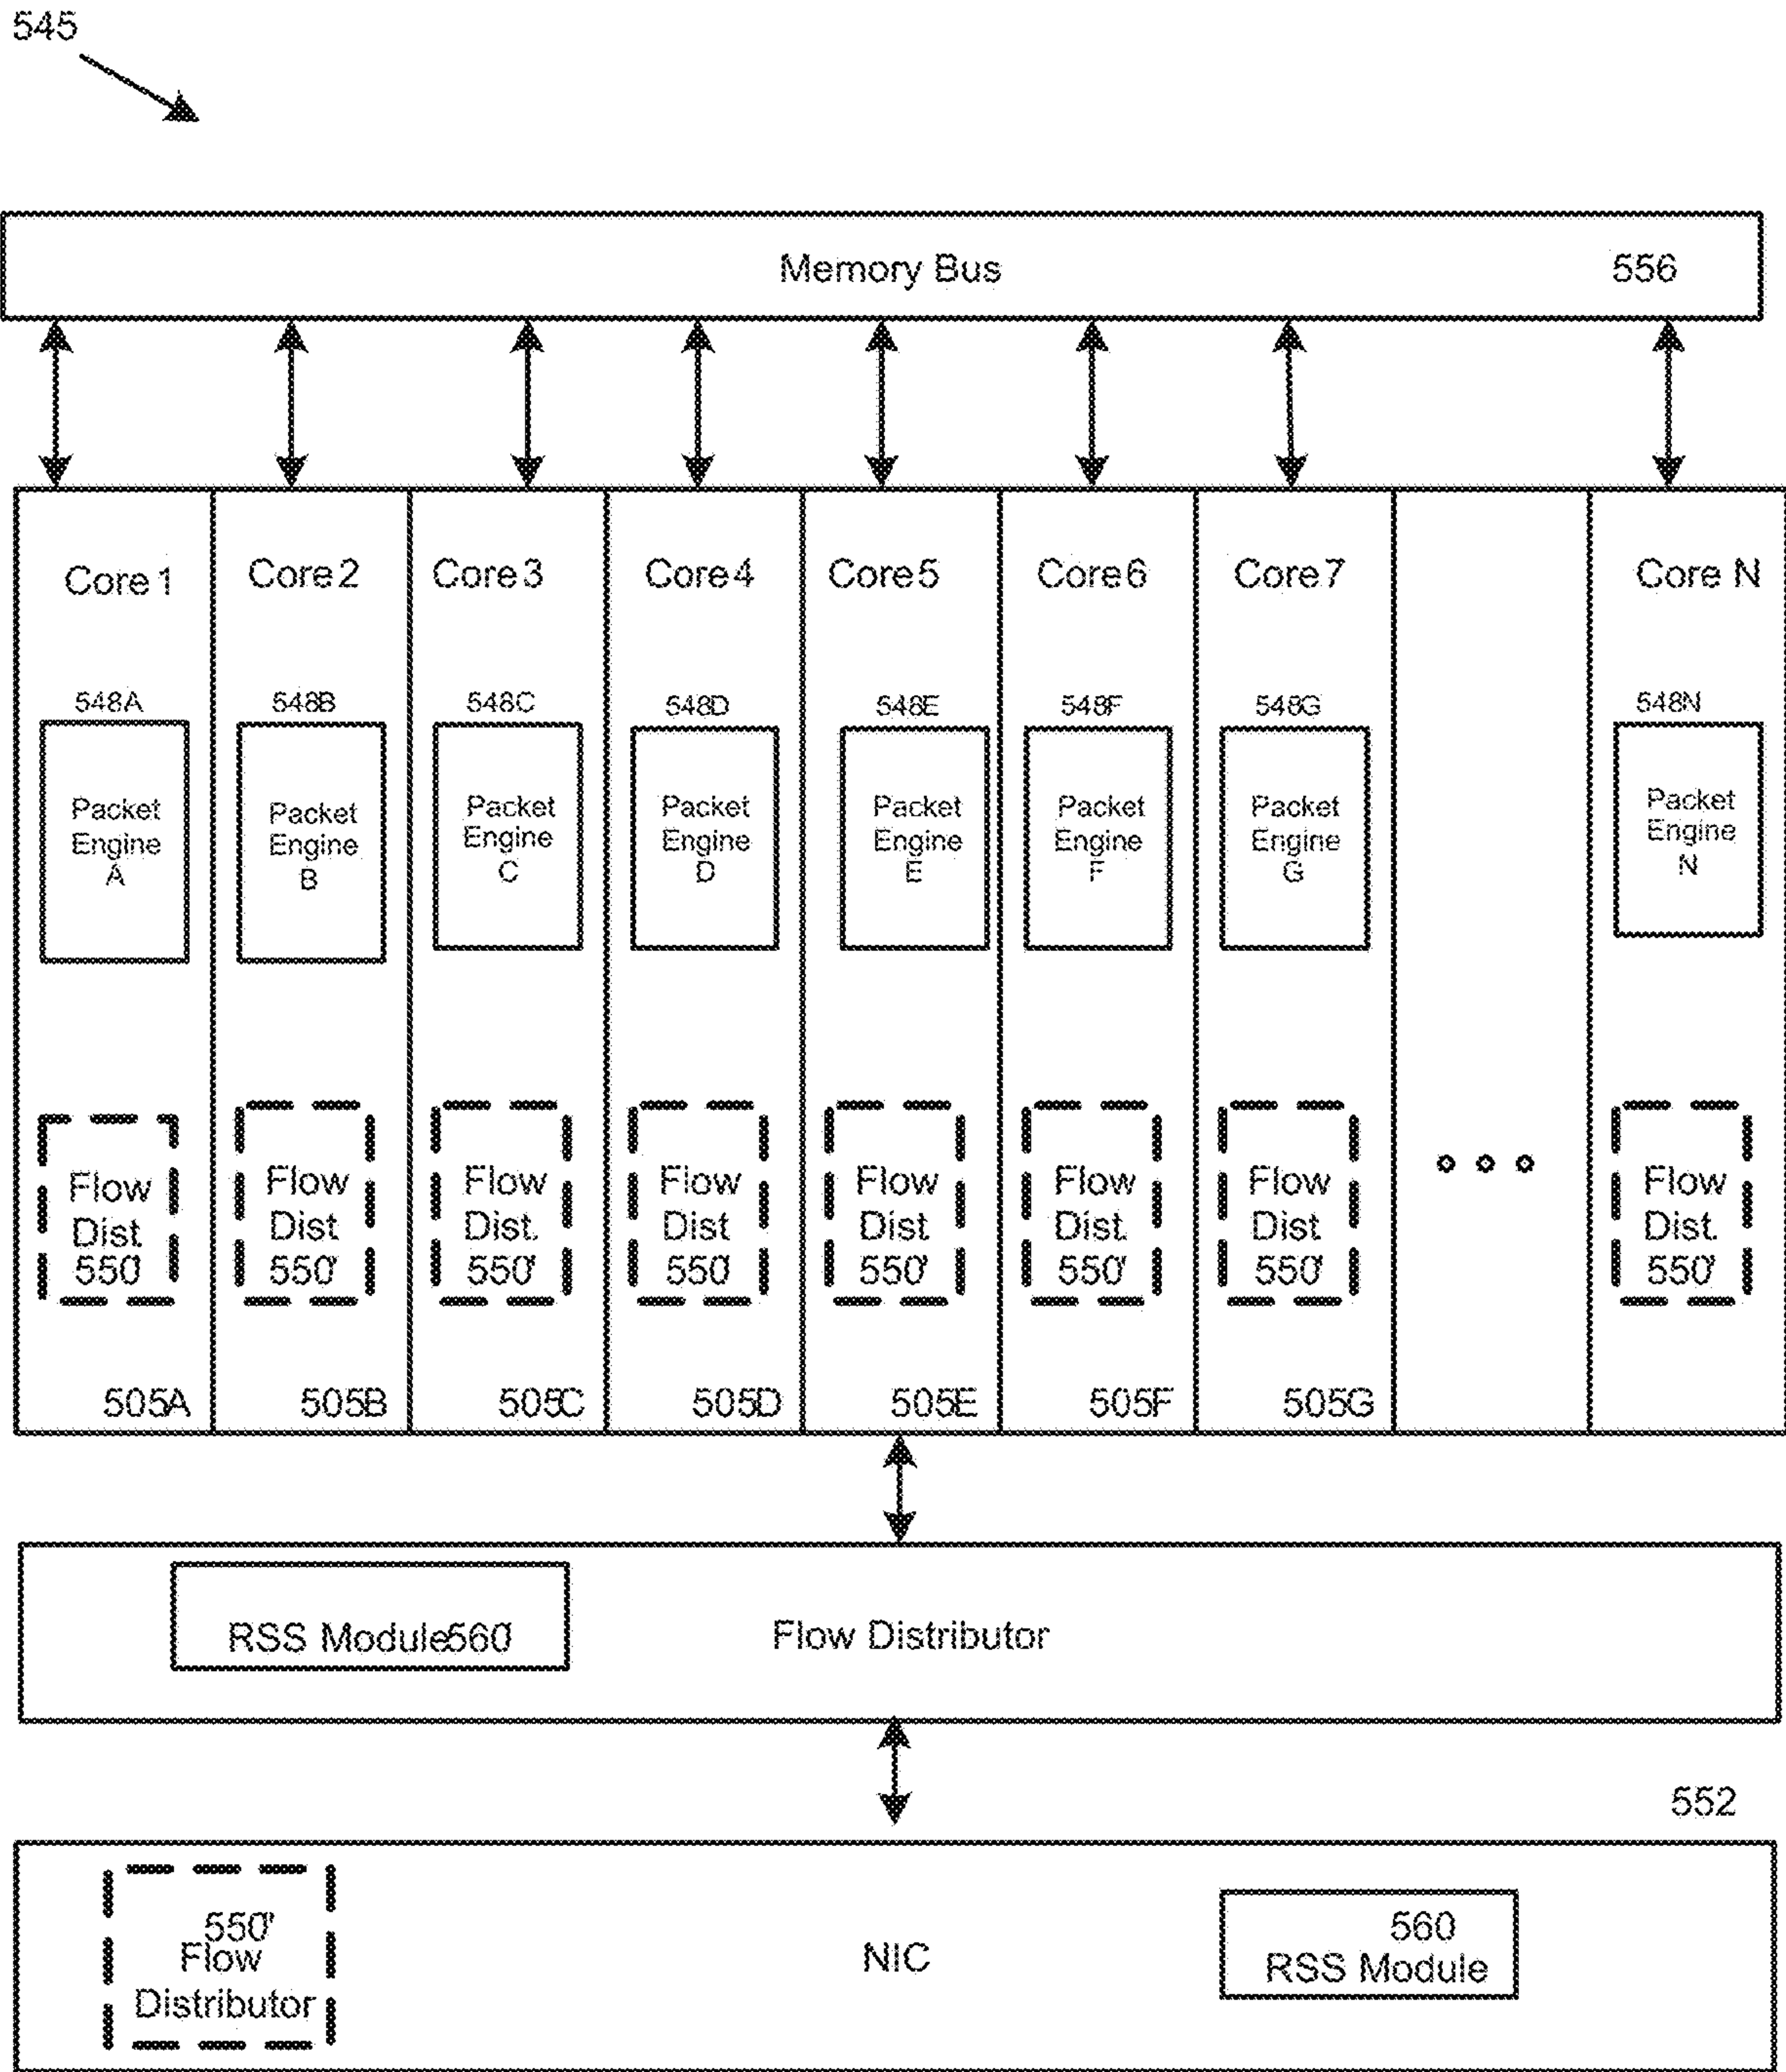 545
Memory Bus 556
Core 1 Core 2 Core 3 Core 4 Core 5 Core 6 Core 7 Core N
548A 548B 548C 548D 548E 548F 548G 548N
Packet Packet Packet Packet Packet Packet Packet Packet
Engine Engine Engine Engine Engine Engine Engine Engine
A B C D E F G N
Flow Flow Flow Flow Flow Flow Flow Flow
Dist. Dist Dist. Dist Dist Dist. Dist. Dist.
550' 550' 550' 550' 550' 550' 550' 550'
505A 505B 505C 505D 505E 505F 505G
RSS Module 560' Flow Distributor
552
550'
Flow
Distributor
NIC
560
RSS Module